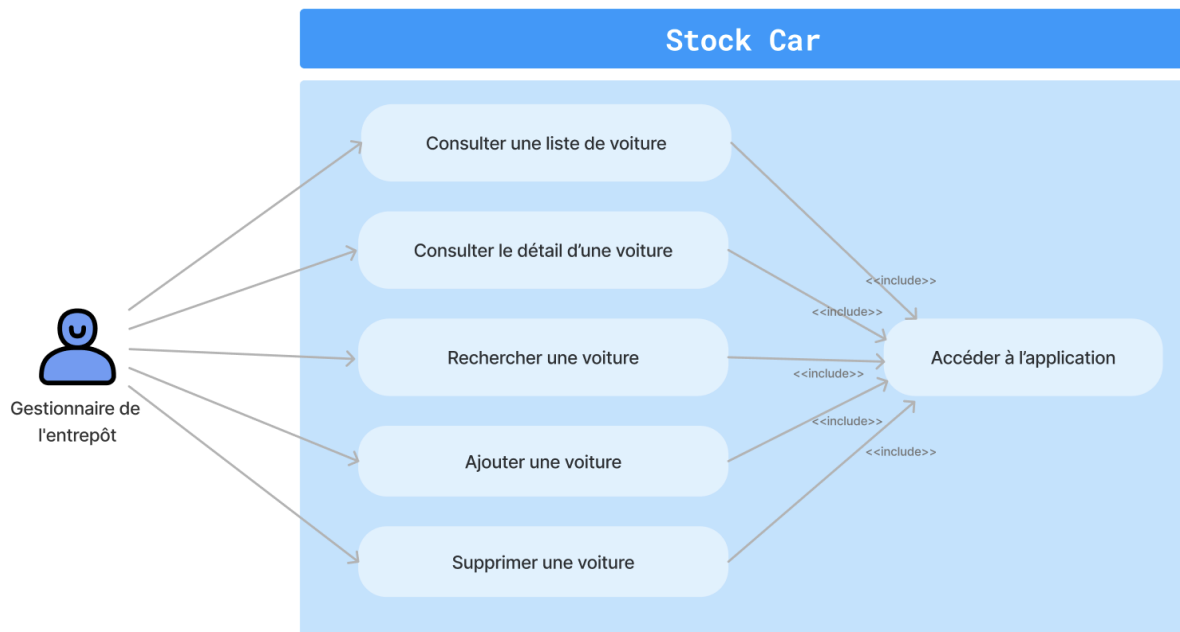 Stock Car
Consulter une liste de voiture
Consulter le détail d’une voiture
<<include>>
<<include>>
Rechercher une voiture
Accéder à l’application
<<include>>
Gestionnaire de
l'entrepôt
<<include>>
<<include>>
Ajouter une voiture
Supprimer une voiture